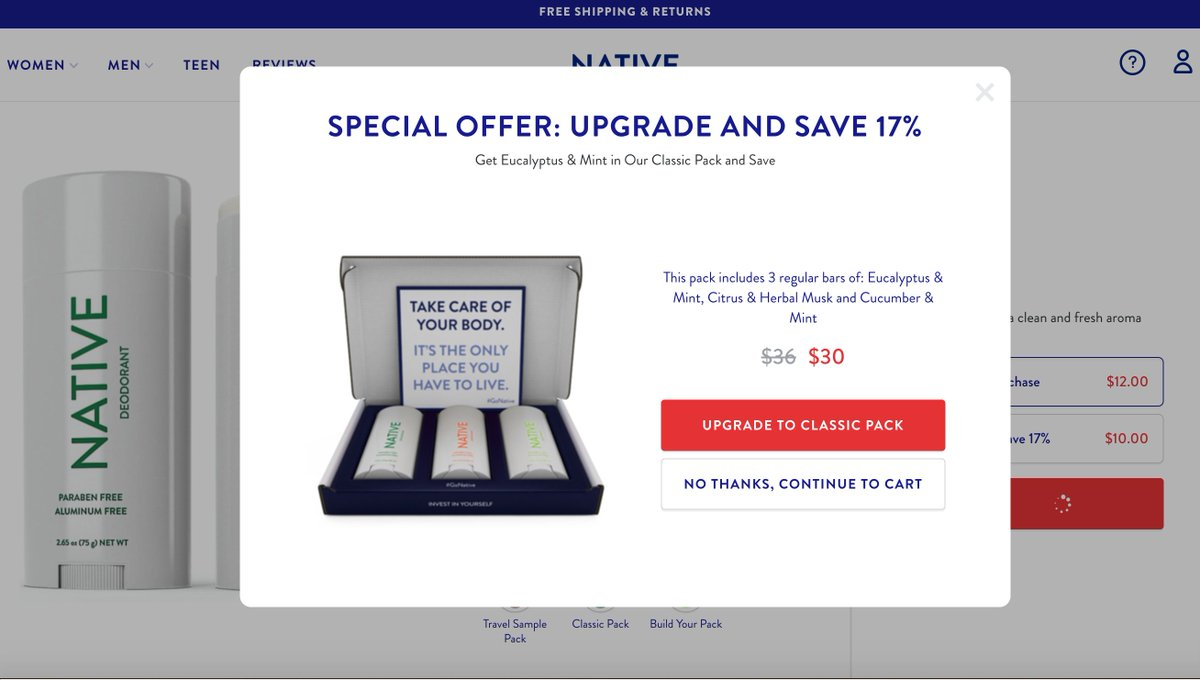 FREE SHIPPING & RETURNS
WOMEN
MEN
TEEN
REVIEWS
NATIVE
?
SPECIAL OFFER: UPGRADE AND SAVE 17%
Get Eucalyptus & Mint in Our Classic Pack and Save
NATIVE
DEODORANT
PARABEN FREE
ALUMINUM FREE
2.65 oz (75 g) NET WT
TAKE CARE OF
YOUR BODY.
IT'S THE ONLY
PLACE YOU
HAVE TO LIVE.
#GoNative
NATIVE
NATIVE
NATIVE
#GoNative
INVEST IN YOURSELF
This pack includes 3 regular bars of: Eucalyptus &
Mint, Citrus & Herbal Musk and Cucumber &
Mint
$36 $30
UPGRADE TO CLASSIC PACK
NO THANKS, CONTINUE TO CART
a clean and fresh aroma
chase $12.00
ave 17% $10.00
Travel Sample
Pack
Classic Pack
Build Your Pack